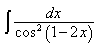 ∫ dx / cos² (1 − 2x)